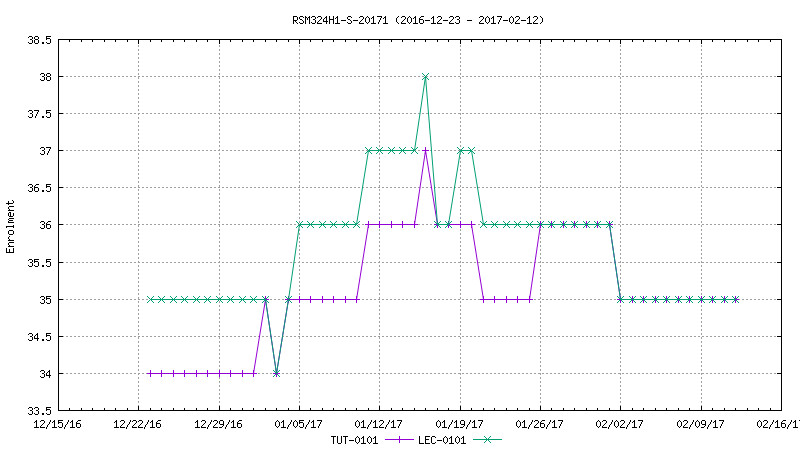 RSM324H1-S-20171 (2016-12-23 - 2017-02-12)
38.5
38
37.5
37
36.5
36
35.5
35
34.5
34
33.5
Enrolment
12/15/16 12/22/16 12/29/16 01/05/17 01/12/17 01/19/17 01/26/17 02/02/17 02/09/17 02/16/1
TUT-0101 LEC-0101